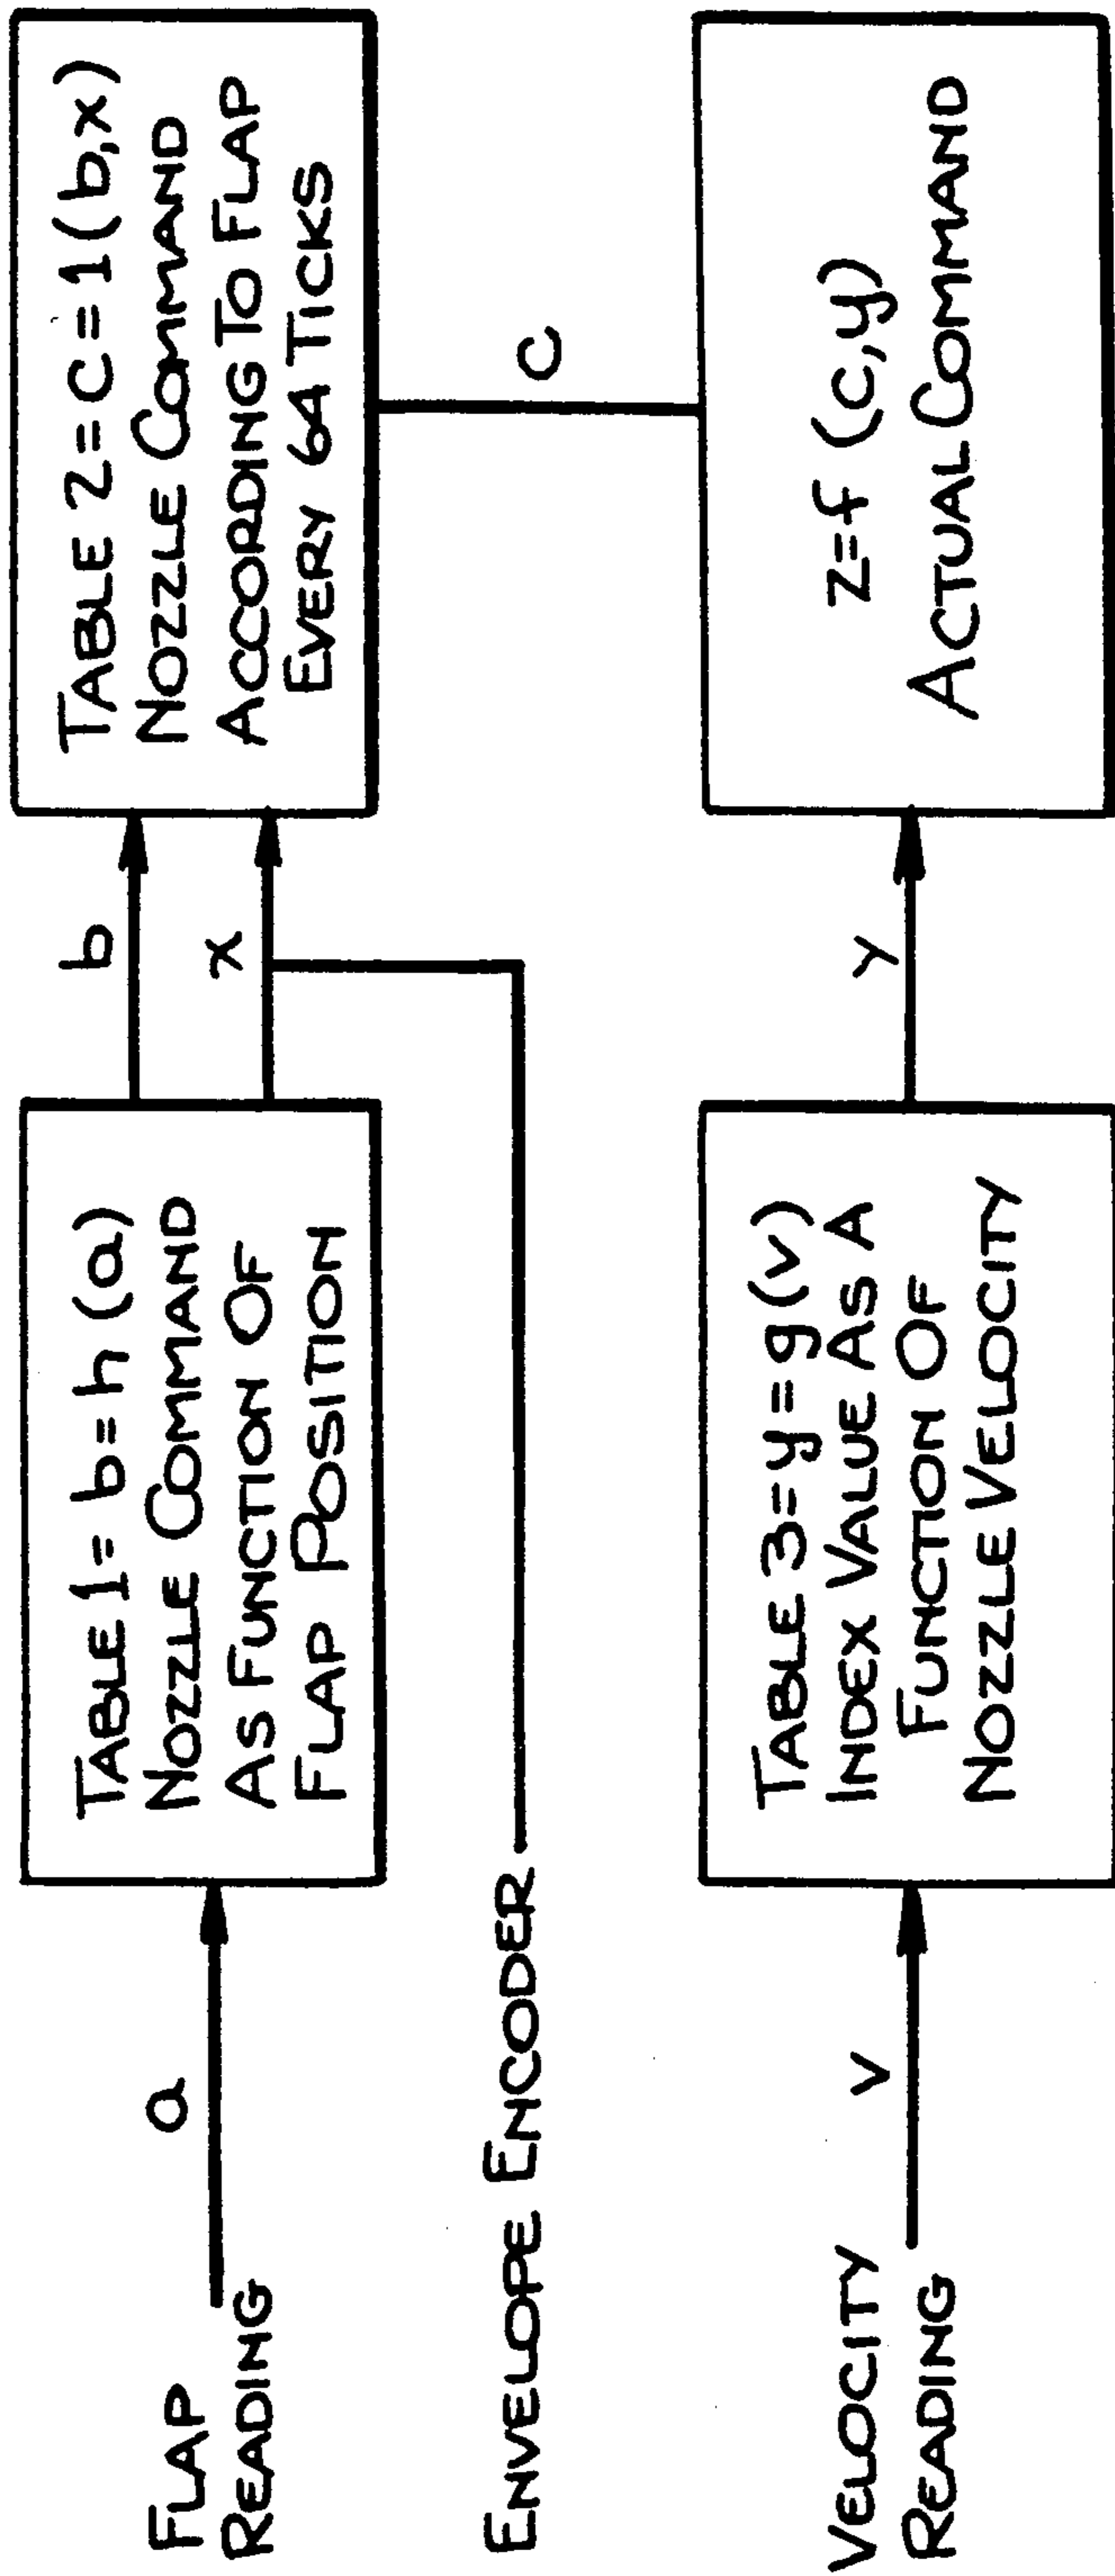 FLAP
READING
a
TABLE 1 = b = h (a)
NOZZLE COMMAND
AS FUNCTION OF
FLAP POSITION
b
x
TABLE 2 = C = 1 (b,x)
NOZZLE COMMAND
ACCORDING TO FLAP
EVERY 64 TICKS
ENVELOPE ENCODER
C
VELOCITY
READING
v
TABLE 3 = y = g (v)
INDEX VALUE AS A
FUNCTION OF
NOZZLE VELOCITY
y
z = f (c,y)
ACTUAL COMMAND